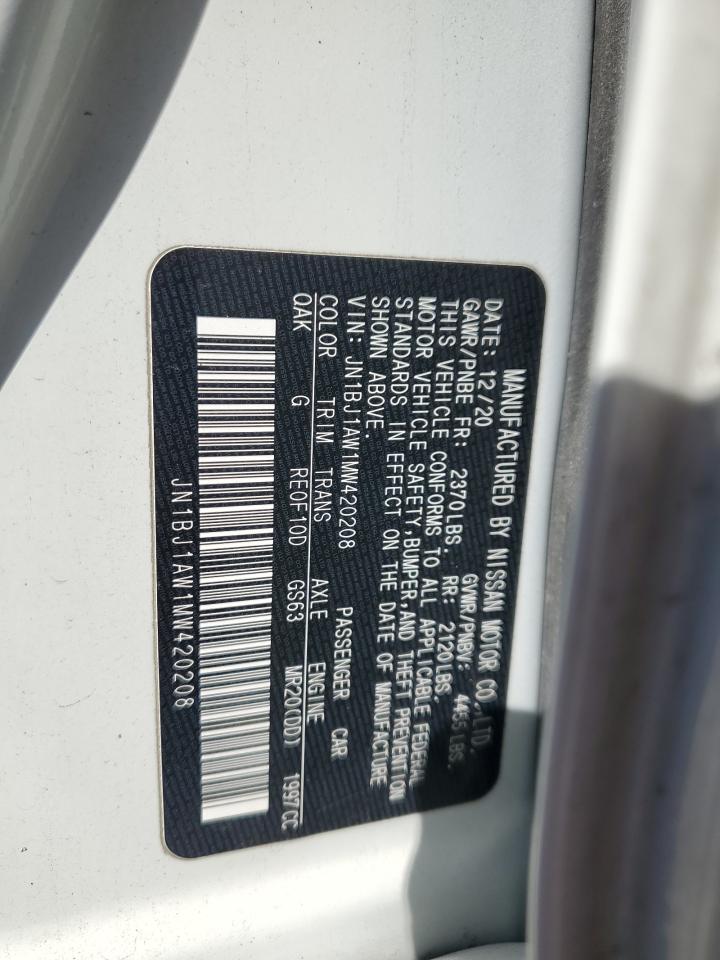 MANUFACTURED BY NISSAN MOTOR CO., LTD.
DATE: 12/20 GVWR/PNBV: 4455LBS.
GAWR/PNBE FR: 2370LBS. RR: 2120LBS.
THIS VEHICLE CONFORMS TO ALL APPLICABLE FEDERAL
MOTOR VEHICLE SAFETY,BUMPER,AND THEFT PREVENTION
STANDARDS IN EFFECT ON THE DATE OF MANUFACTURE
SHOWN ABOVE.
VIN: JN1BJ1AW1MW420208 PASSENGER CAR
COLOR TRIM TRANS AXLE ENGINE
QAK G RE0F10D GS63 MR20(DD) 1997CC
JN1BJ1AW1MW420208